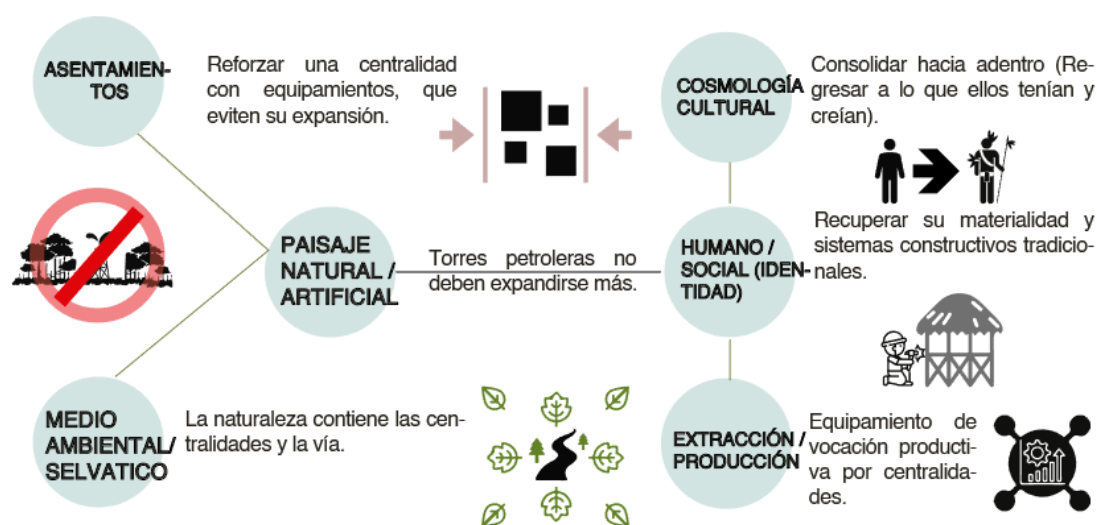 ASENTAMIEN-
TOS
Reforzar una centralidad
con equipamientos, que
eviten su expansión.
COSMOLOGÍA
CULTURAL
Consolidar hacia adentro (Re-
gresar a lo que ellos tenían y
creían).
PAISAJE
NATURAL /
ARTIFICIAL
Torres petroleras no
deben expandirse más.
HUMANO /
SOCIAL (IDEN-
TIDAD)
Recuperar su materialidad y
sistemas constructivos tradicio-
nales.
MEDIO
AMBIENTAL/
SELVATICO
La naturaleza contiene las cen-
tralidades y la vía.
EXTRACCIÓN /
PRODUCCIÓN
Equipamiento de
vocación producti-
va por centralida-
des.